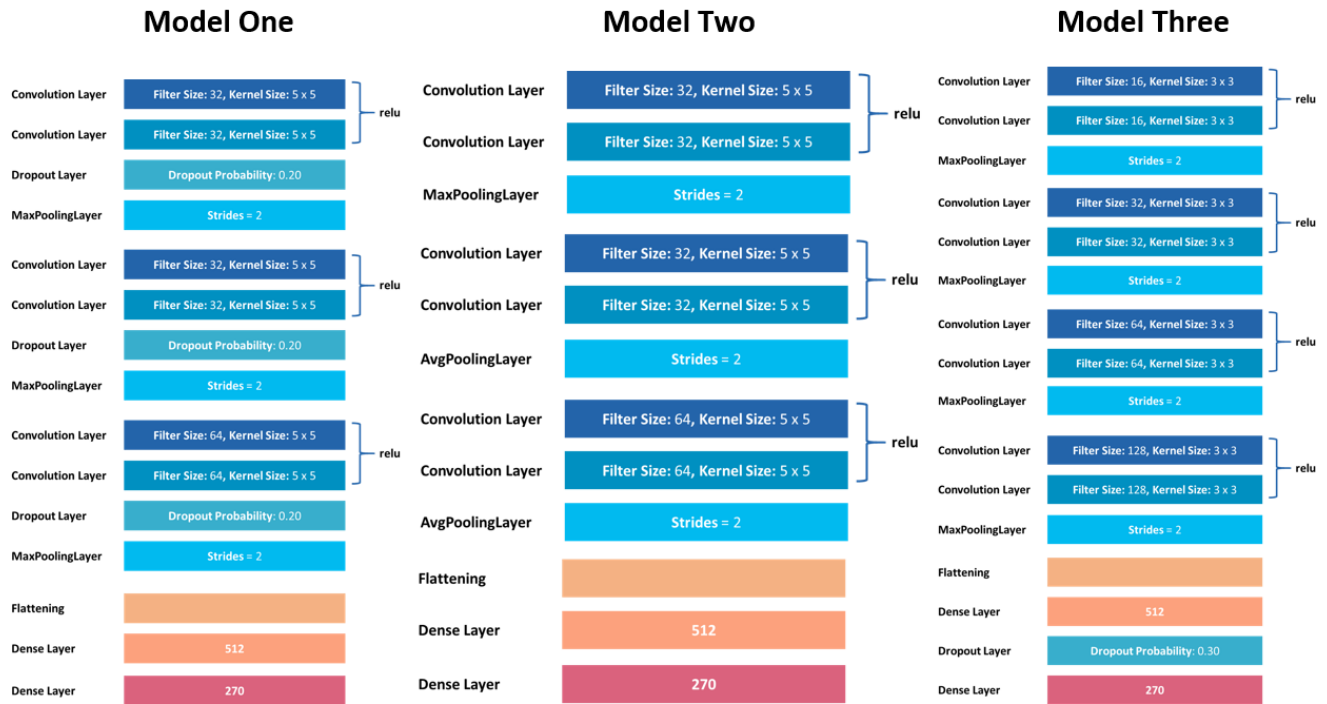 Model One
Convolution Layer Filter Size: 32, Kernel Size: 5 x 5
relu
Convolution Layer Filter Size: 32, Kernel Size: 5 x 5
Dropout Layer Dropout Probability: 0.20
MaxPoolingLayer Strides = 2
Convolution Layer Filter Size: 32, Kernel Size: 5 x 5
relu
Convolution Layer Filter Size: 32, Kernel Size: 5 x 5
Dropout Layer Dropout Probability: 0.20
MaxPoolingLayer Strides = 2
Convolution Layer Filter Size: 64, Kernel Size: 5 x 5
relu
Convolution Layer Filter Size: 64, Kernel Size: 5 x 5
Dropout Layer Dropout Probability: 0.20
MaxPoolingLayer Strides = 2
Flattening
Dense Layer 512
Dense Layer 270
Model Two
Convolution Layer Filter Size: 32, Kernel Size: 5 x 5
relu
Convolution Layer Filter Size: 32, Kernel Size: 5 x 5
MaxPoolingLayer Strides = 2
Convolution Layer Filter Size: 32, Kernel Size: 5 x 5
relu
Convolution Layer Filter Size: 32, Kernel Size: 5 x 5
AvgPoolingLayer Strides = 2
Convolution Layer Filter Size: 64, Kernel Size: 5 x 5
relu
Convolution Layer Filter Size: 64, Kernel Size: 5 x 5
AvgPoolingLayer Strides = 2
Flattening
Dense Layer 512
Dense Layer 270
Model Three
Convolution Layer Filter Size: 16, Kernel Size: 3 x 3
relu
Convolution Layer Filter Size: 16, Kernel Size: 3 x 3
MaxPoolingLayer Strides = 2
Convolution Layer Filter Size: 32, Kernel Size: 3 x 3
relu
Convolution Layer Filter Size: 32, Kernel Size: 3 x 3
MaxPoolingLayer Strides = 2
Convolution Layer Filter Size: 64, Kernel Size: 3 x 3
relu
Convolution Layer Filter Size: 64, Kernel Size: 3 x 3
MaxPoolingLayer Strides = 2
Convolution Layer Filter Size: 128, Kernel Size: 3 x 3
relu
Convolution Layer Filter Size: 128, Kernel Size: 3 x 3
MaxPoolingLayer Strides = 2
Flattening
Dense Layer 512
Dropout Layer Dropout Probability: 0.30
Dense Layer 270